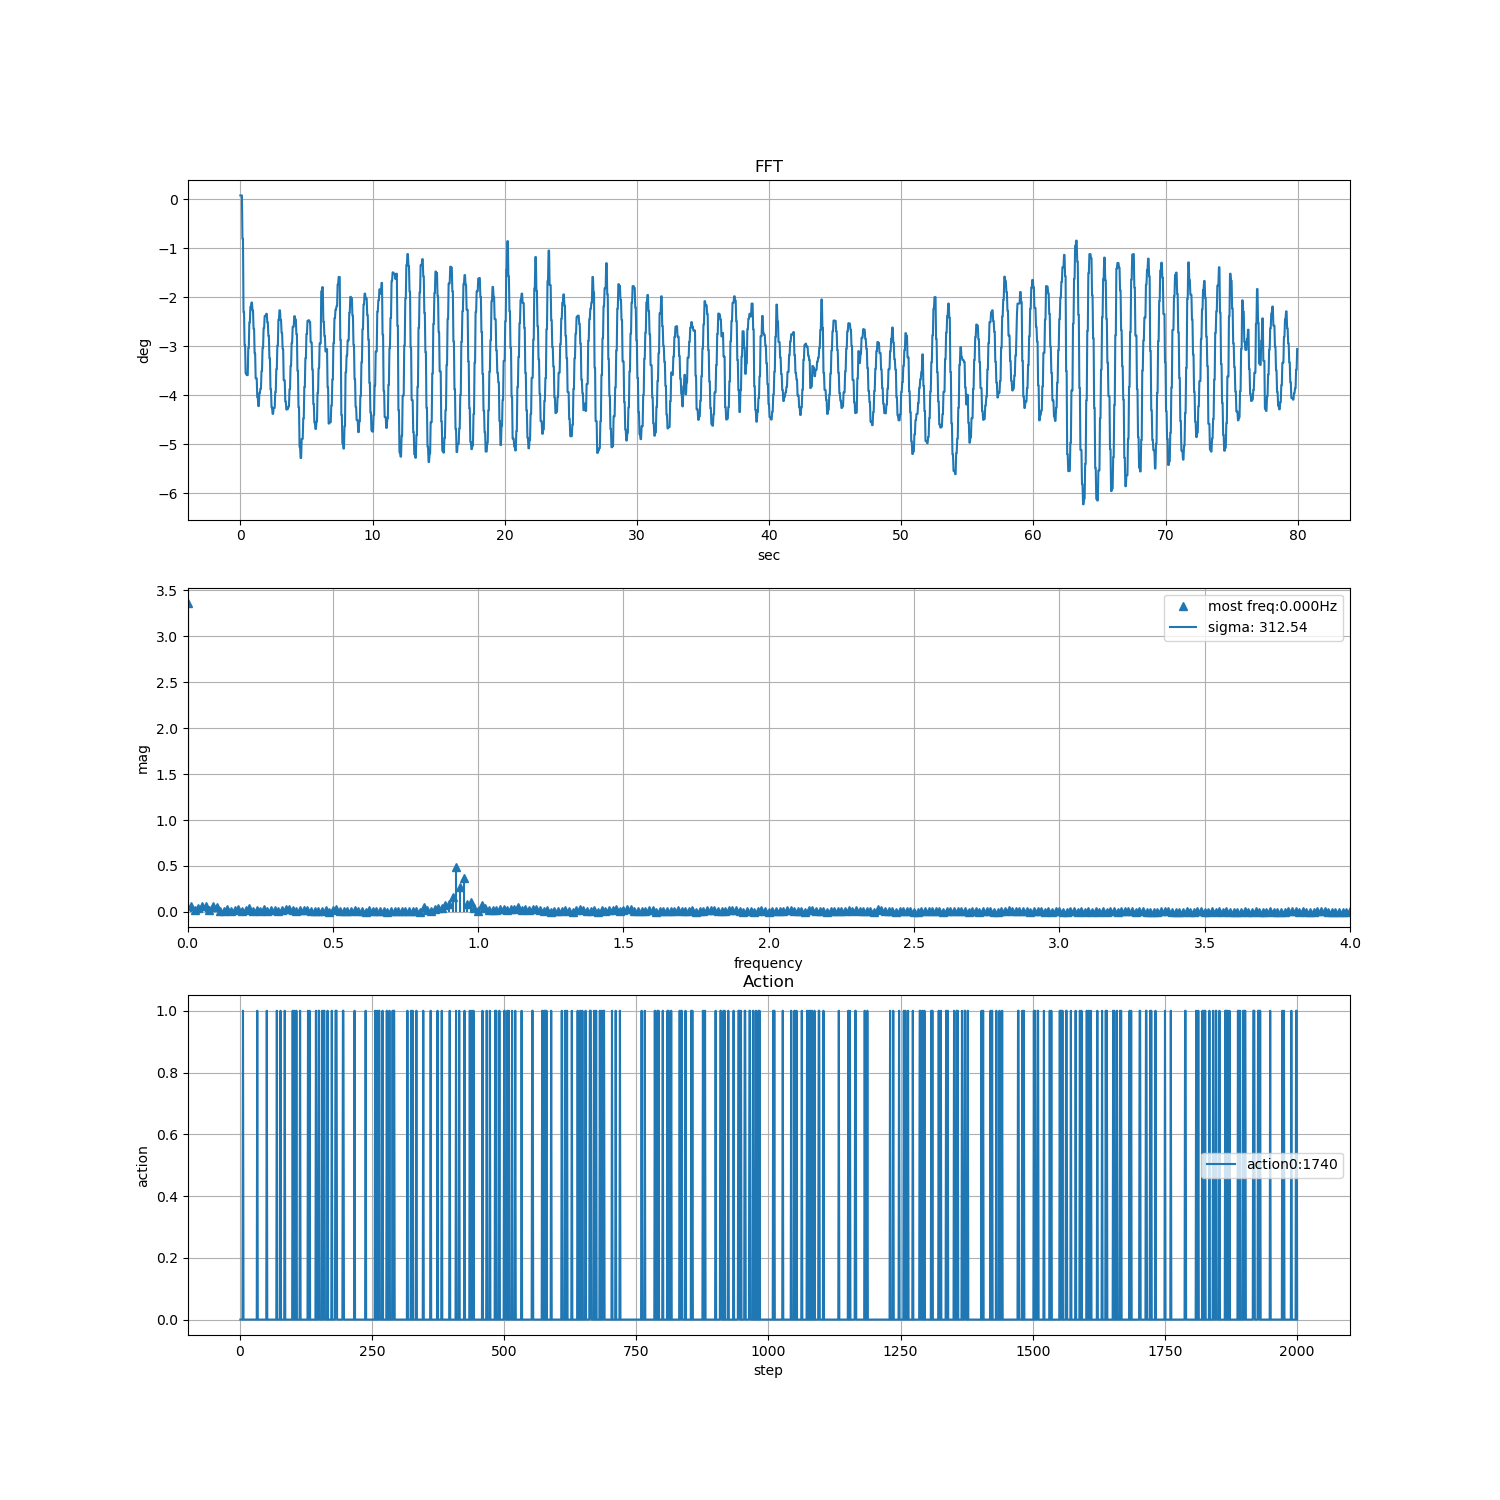 FFT
0
−1
−2
−3
−4
−5
−6
deg
0 10 20 30 40 50 60 70 80
sec
3.5
3.0
2.5
2.0
1.5
1.0
0.5
0.0
mag
most freq:0.000Hz
sigma: 312.54
0.0 0.5 1.0 1.5 2.0 2.5 3.0 3.5 4.0
frequency
Action
1.0
0.8
0.6
0.4
0.2
0.0
action
action0:1740
0 250 500 750 1000 1250 1500 1750 2000
step